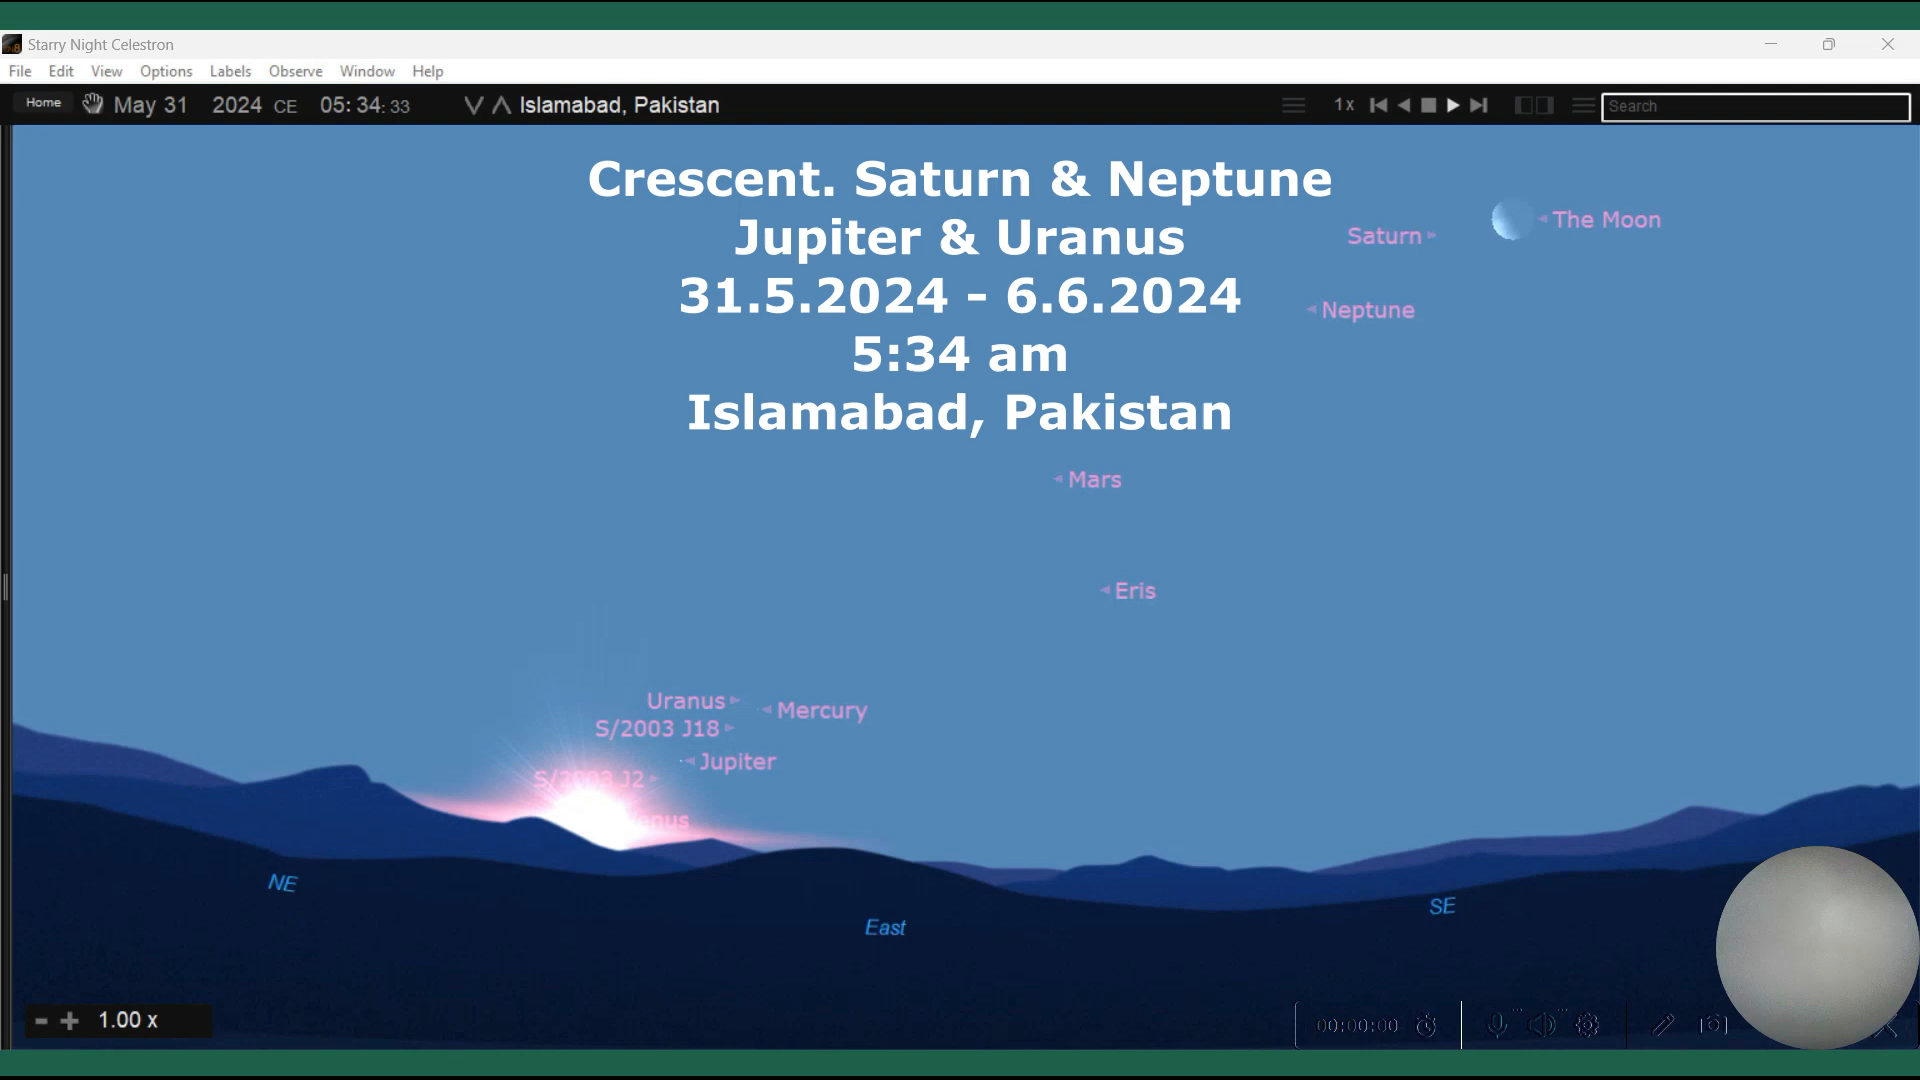 Starry Night Celestron
File Edit View Options Labels Observe Window Help
Home May 31 2024 CE 05:34:33 Islamabad, Pakistan 1x Search
Crescent. Saturn & Neptune
Jupiter & Uranus
31.5.2024 - 6.6.2024
5:34 am
Islamabad, Pakistan
The Moon
Saturn
Neptune
Mars
Eris
Uranus
Mercury
S/2003 J18
Jupiter
S/2003 J2
enus
NE
East
SE
1.00 x
00:00:00